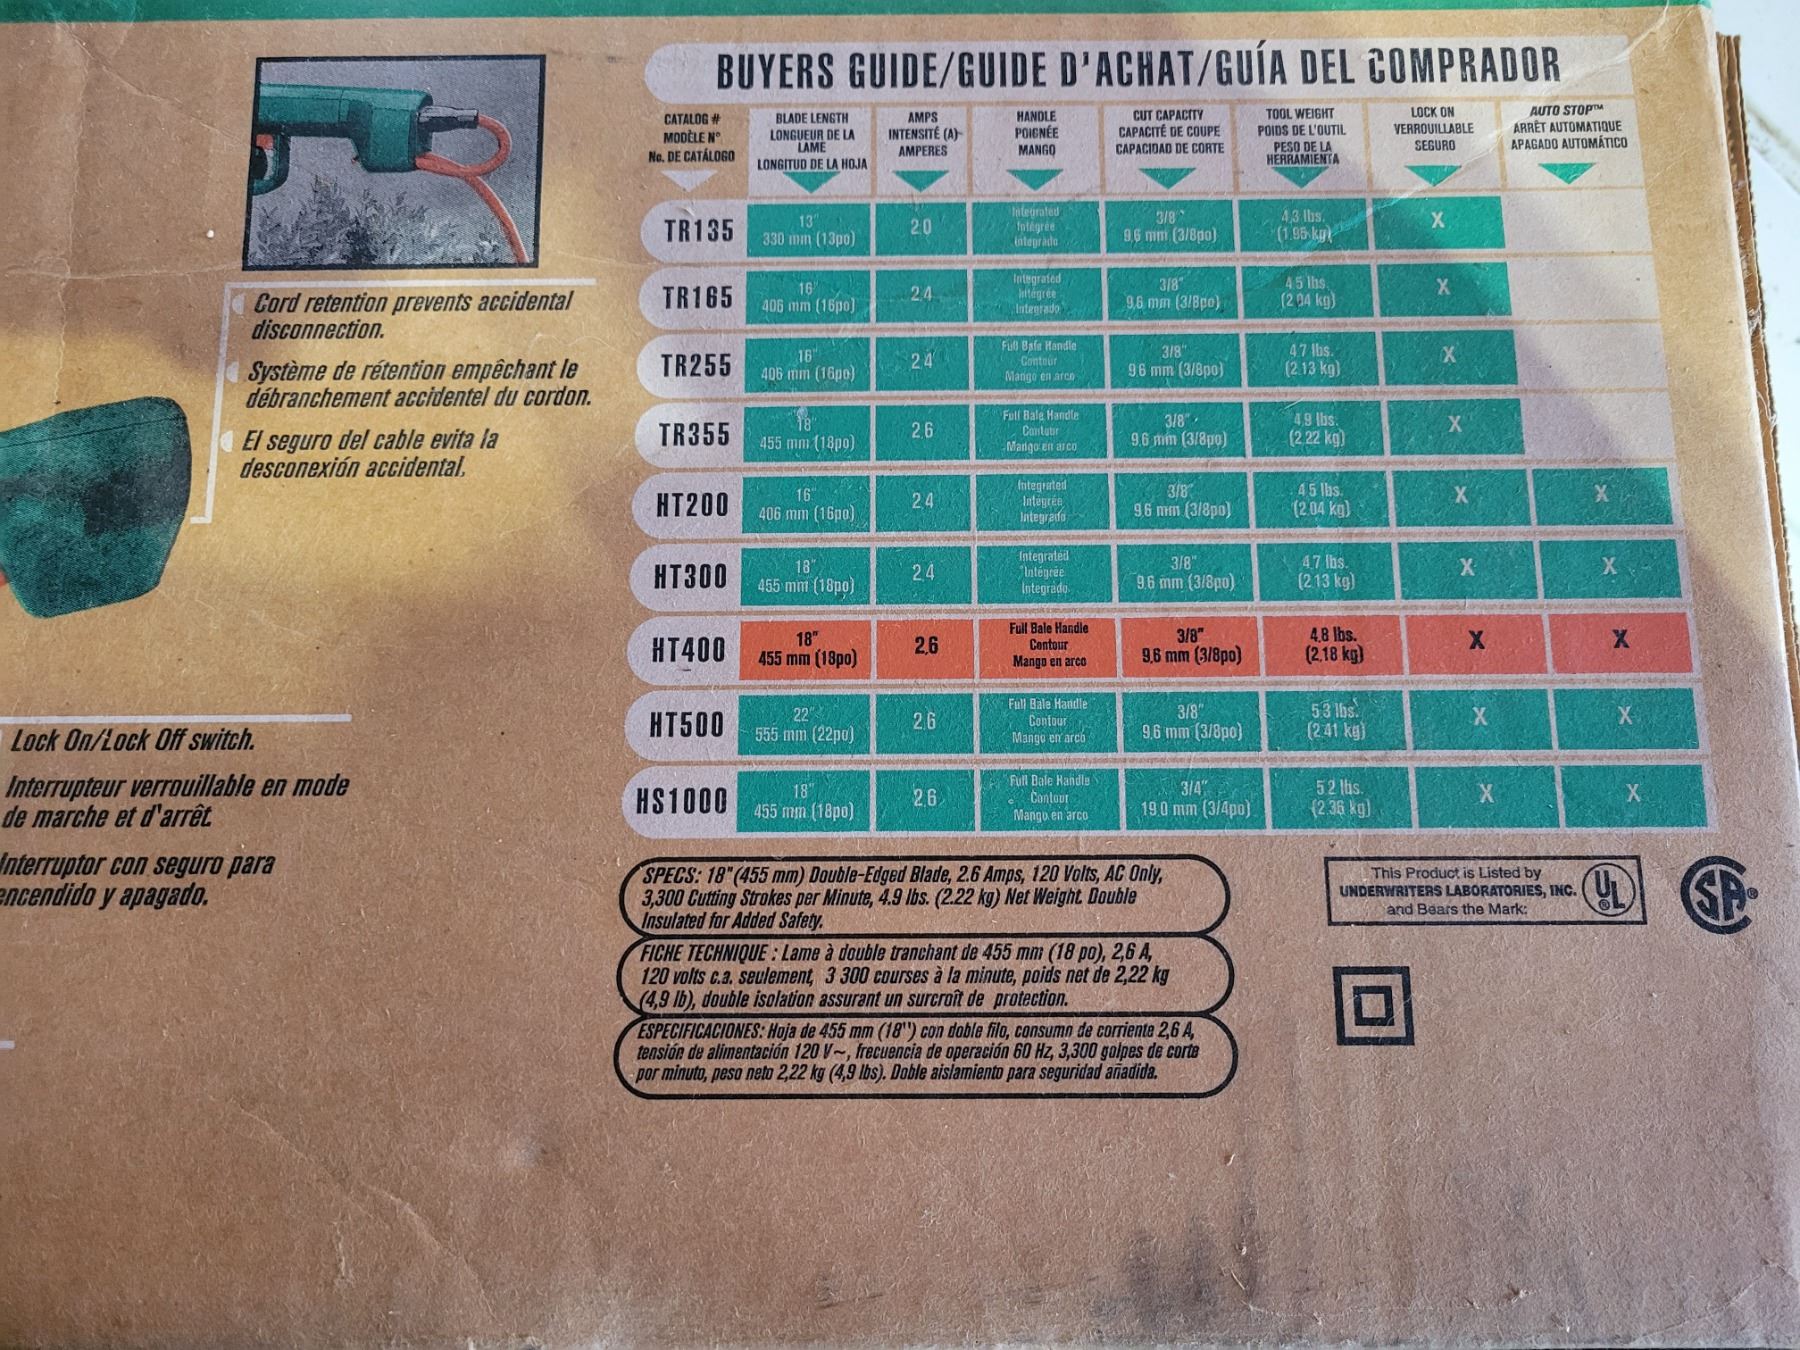 BUYERS GUIDE/GUIDE D'ACHAT/GUÍA DEL COMPRADOR
CATALOG #
MODÈLE N°
No. DE CATÁLOGO
BLADE LENGTH
LONGUEUR DE LA
LAME
LONGITUD DE LA HOJA
AMPS
INTENSITÉ (A)
AMPERES
HANDLE
POIGNÉE
MANGO
CUT CAPACITY
CAPACITÉ DE COUPE
CAPACIDAD DE CORTE
TOOL WEIGHT
POIDS DE L'OUTIL
PESO DE LA
HERRAMIENTA
LOCK ON
VERROUILLABLE
SEGURO
AUTO STOP™
ARRÊT AUTOMATIQUE
APAGADO AUTOMÁTICO
TR135
13"
330 mm (13po)
2.0
Integrated
Intégrée
Integrado
3/8"
9,6 mm (3/8po)
4.3 lbs.
(1.95 kg)
X
TR165
16"
406 mm (16po)
2.4
Integrated
Intégrée
Integrado
3/8"
9,6 mm (3/8po)
4.5 lbs.
(2.04 kg)
X
TR255
16"
406 mm (16po)
2.4
Full Bale Handle
Contour
Mango en arco
3/8"
9.6 mm (3/8po)
4.7 lbs.
(2.13 kg)
X
TR355
18"
455 mm (18po)
2.6
Full Bale Handle
Contour
Mango en arco
3/8"
9.6 mm (3/8po)
4.9 lbs.
(2.22 kg)
X
HT200
16"
406 mm (16po)
2.4
Integrated
Intégrée
Integrado
3/8"
9.6 mm (3/8po)
4.5 lbs.
(2.04 kg)
X
X
HT300
18"
455 mm (18po)
2.4
Integrated
Intégrée
Integrado
3/8"
9.6 mm (3/8po)
4.7 lbs.
(2.13 kg)
X
X
HT400
18"
455 mm (18po)
2,6
Full Bale Handle
Contour
Mango en arco
3/8"
9,6 mm (3/8po)
4.8 lbs.
(2.18 kg)
X
X
HT500
22"
555 mm (22po)
2.6
Full Bale Handle
Contour
Mango en arco
3/8"
9.6 mm (3/8po)
5.3 lbs.
(2.41 kg)
X
X
HS1000
18"
455 mm (18po)
2.6
Full Bale Handle
Contour
Mango en arco
3/4"
19.0 mm (3/4po)
5.2 lbs.
(2.36 kg)
X
X
Cord retention prevents accidental
disconnection.
Système de rétention empêchant le
débranchement accidentel du cordon.
El seguro del cable evita la
desconexión accidental.
Lock On/Lock Off switch.
Interrupteur verrouillable en mode
de marche et d'arrêt.
Interruptor con seguro para
encendido y apagado.
SPECS: 18" (455 mm) Double-Edged Blade, 2.6 Amps, 120 Volts, AC Only,
3,300 Cutting Strokes per Minute, 4.9 lbs. (2.22 kg) Net Weight. Double
Insulated for Added Safety.
FICHE TECHNIQUE : Lame à double tranchant de 455 mm (18 po), 2,6 A,
120 volts c.a. seulement, 3 300 courses à la minute, poids net de 2,22 kg
(4,9 lb), double isolation assurant un surcroît de protection.
ESPECIFICACIONES: Hoja de 455 mm (18") con doble filo, consumo de corriente 2,6 A,
tensión de alimentación 120 V~, frecuencia de operación 60 Hz, 3,300 golpes de corte
por minuto, peso neto 2,22 kg (4,9 lbs). Doble aislamiento para seguridad añadida.
This Product is Listed by
UNDERWRITERS LABORATORIES, INC.
and Bears the Mark:
UL
®
SA®